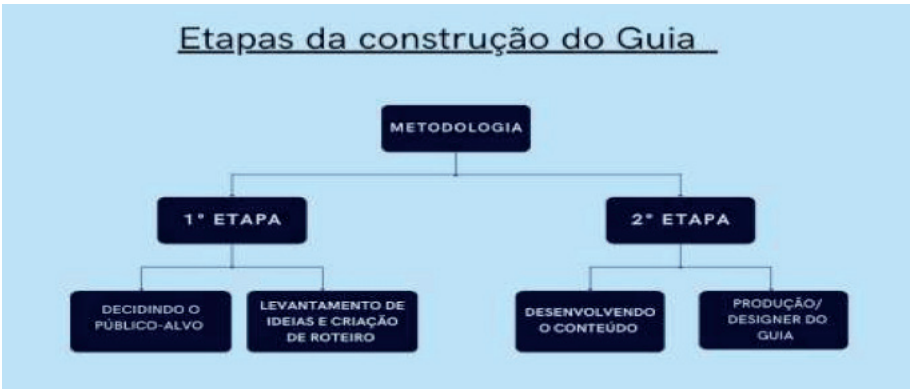 Etapas da construção do Guia
METODOLOGIA
1° ETAPA
2° ETAPA
DECIDINDO O
PÚBLICO-ALVO
LEVANTAMENTO DE
IDEIAS E CRIAÇÃO
DE ROTEIRO
DESENVOLVENDO
O CONTEÚDO
PRODUÇÃO/
DESIGNER DO
GUIA